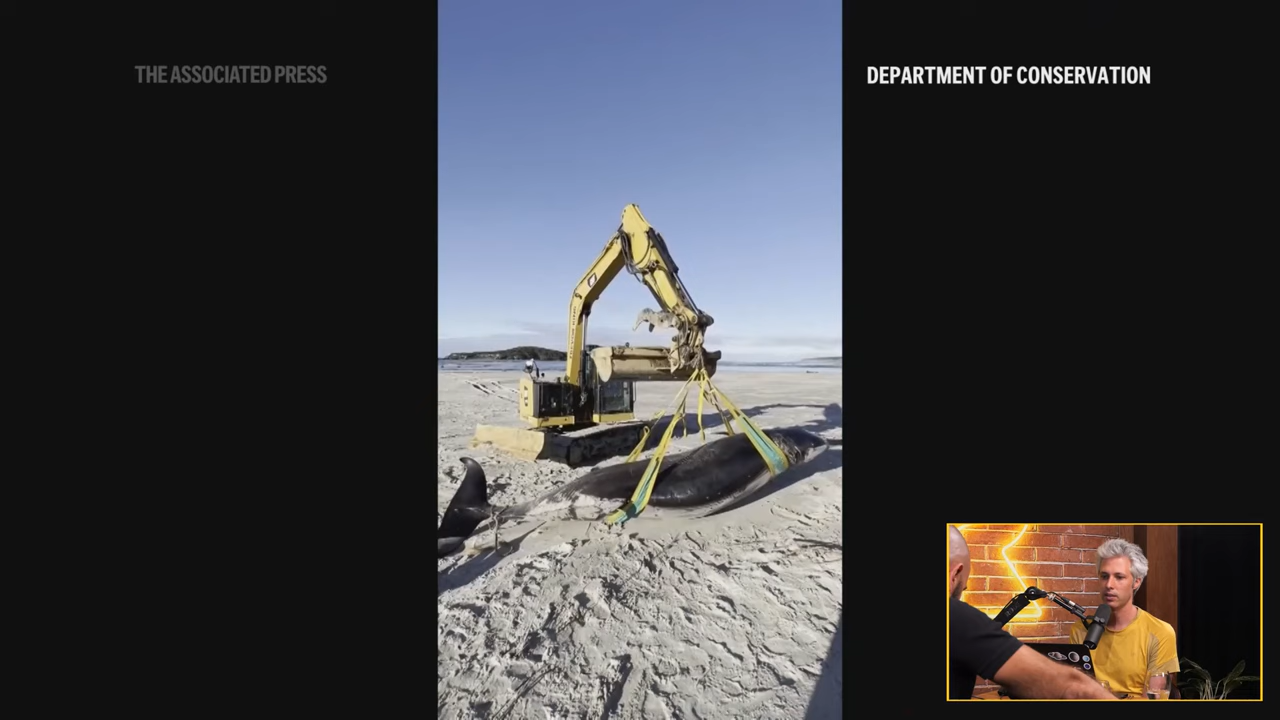 THE ASSOCIATED PRESS
DEPARTMENT OF CONSERVATION